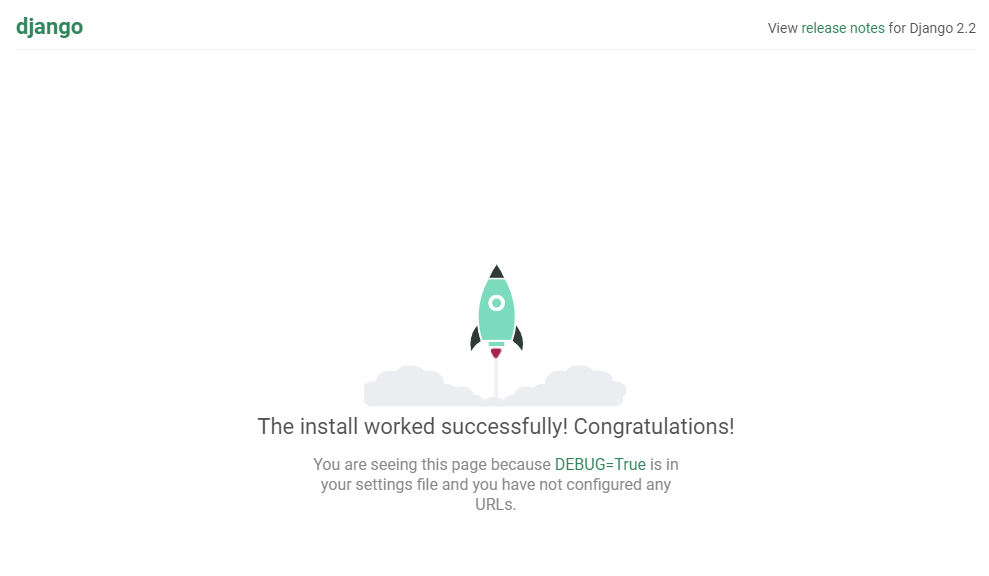 django
View release notes for Django 2.2
The install worked successfully! Congratulations!
You are seeing this page because DEBUG=True is in
your settings file and you have not configured any
URLs.